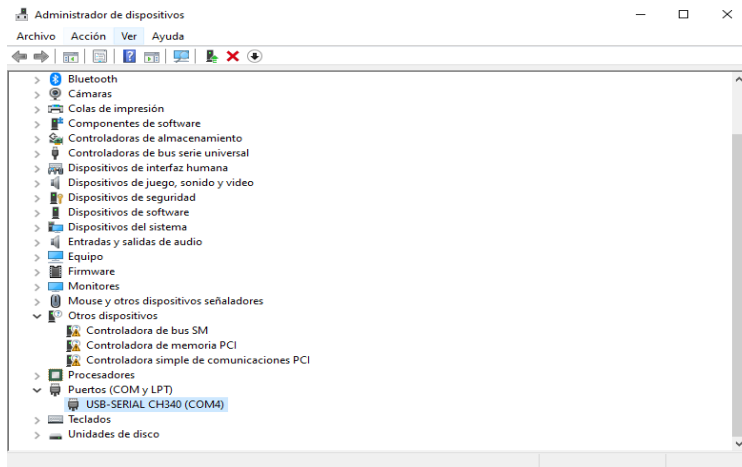 Administrador de dispositivos
Archivo Acción Ver Ayuda
Bluetooth
Cámaras
Colas de impresión
Componentes de software
Controladoras de almacenamiento
Controladoras de bus serie universal
Dispositivos de interfaz humana
Dispositivos de juego, sonido y video
Dispositivos de seguridad
Dispositivos de software
Dispositivos del sistema
Entradas y salidas de audio
Equipo
Firmware
Monitores
Mouse y otros dispositivos señaladores
Otros dispositivos
Controladora de bus SM
Controladora de memoria PCI
Controladora simple de comunicaciones PCI
Procesadores
Puertos (COM y LPT)
USB-SERIAL CH340 (COM4)
Teclados
Unidades de disco